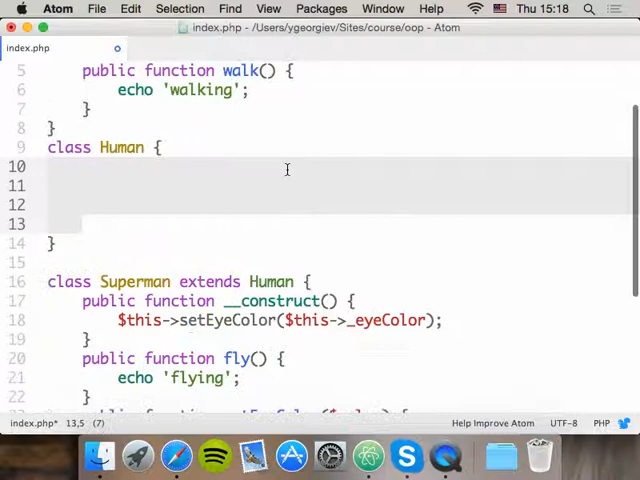 Atom File Edit Selection Find View Packages Window Help Thu 15:18
index.php - /Users/ygeorgiev/Sites/course/oop - Atom
index.php
5 public function walk() {
6 echo 'walking';
7 }
8 }
9 class Human {
10
11
12
13
14 }
15
16 class Superman extends Human {
17 public function __construct() {
18 $this->setEyeColor($this->_eyeColor);
19 }
20 public function fly() {
21 echo 'flying';
22 }
index.php* 13,5 (7) Help Improve Atom UTF-8 PHP